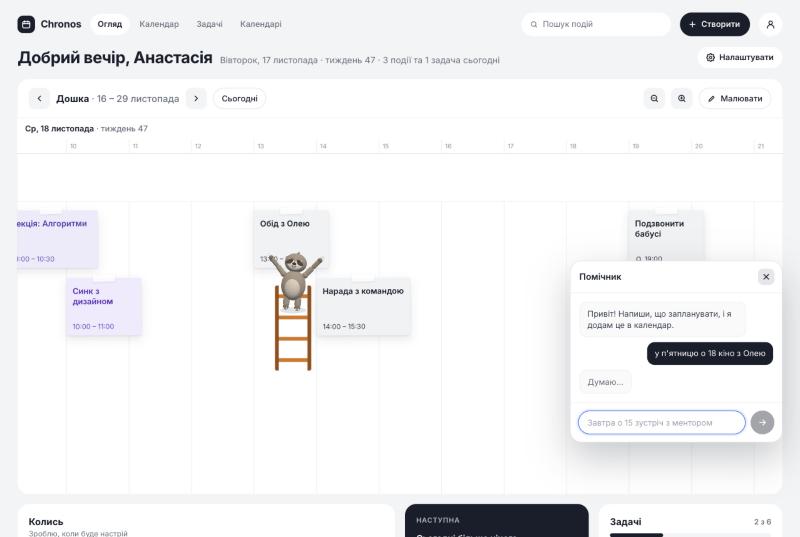 Chronos
Огляд
Календар
Задачі
Календарі
Пошук подій
Створити
Добрий вечір, Анастасія
Вівторок, 17 листопада · тиждень 47 · 3 події та 1 задача сьогодні
Налаштувати
Дошка · 16 – 29 листопада
Сьогодні
Малювати
Ср, 18 листопада · тиждень 47
10
11
12
13
14
15
16
17
18
19
20
21
екція: Алгоритми
:00 – 10:30
Обід з Олею
Подзвонити
бабусі
19:00
Синк з
дизайном
10:00 – 11:00
Нарада з командою
14:00 – 15:30
Помічник
Привіт! Напиши, що запланувати, і я
додам це в календар.
у п'ятницю о 18 кіно з Олею
Думаю...
Завтра о 15 зустріч з ментором
Колись
Зроблю, коли буде настрій
НАСТУПНА
Задачі
2 з 6